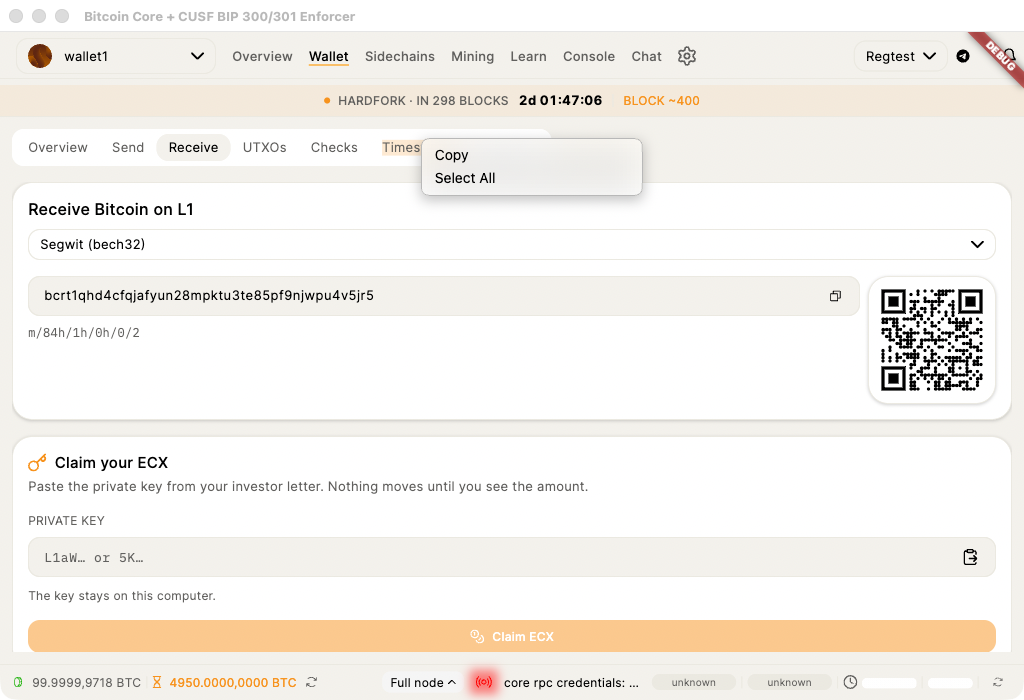 Bitcoin Core + CUSF BIP 300/301 Enforcer
wallet1 Overview Wallet Sidechains Mining Learn Console Chat Regtest
DEBUG
HARDFORK · IN 298 BLOCKS 2d 01:47:06 BLOCK ~400
Overview Send Receive UTXOs Checks Times
Copy
Select All
Receive Bitcoin on L1
Segwit (bech32)
bcrt1qhd4cfqjafyun28mpktu3te85pf9njwpu4v5jr5
m/84h/1h/0h/0/2
Claim your ECX
Paste the private key from your investor letter. Nothing moves until you see the amount.
PRIVATE KEY
L1aW… or 5K…
The key stays on this computer.
Claim ECX
99.9999,9718 BTC 4950.0000,0000 BTC Full node core rpc credentials: ... unknown unknown